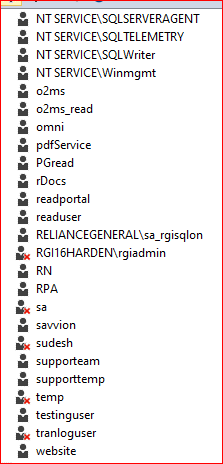 NT SERVICE\SQLSERVERAGENT
NT SERVICE\SQLTELEMETRY
NT SERVICE\SQLWriter
NT SERVICE\Winmgmt
o2ms
o2ms_read
omni
pdfService
PGread
rDocs
readportal
readuser
RELIANCEGENERAL\sa_rgisqlon
RGI16HARDEN\rgiadmin
RN
RPA
sa
savvion
sudesh
supporteam
supporttemp
temp
testinguser
tranloguser
website